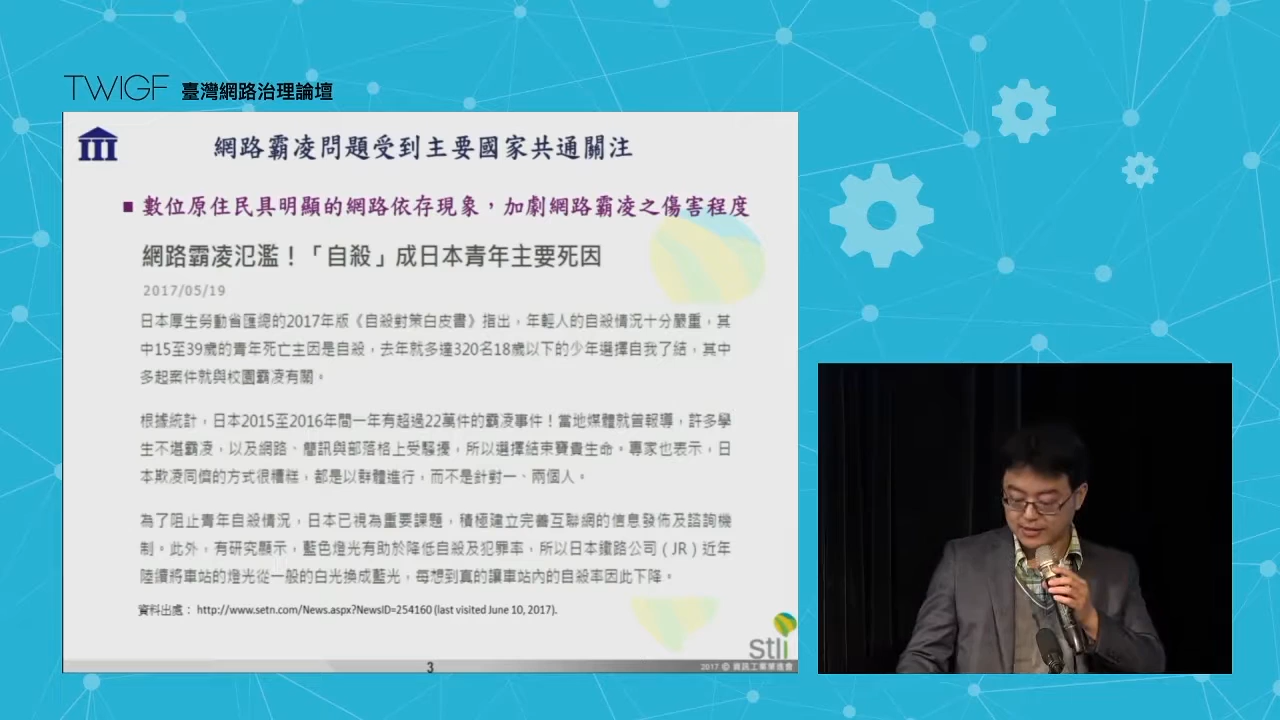 TWIGF 臺灣網路治理論壇
網路霸凌問題受到主要國家共通關注
■ 數位原住民具明顯的網路依存現象，加劇網路霸凌之傷害程度
網路霸凌氾濫！「自殺」成日本青年主要死因
2017/05/19
日本厚生勞動省匯總的2017年版《自殺對策白皮書》指出，年輕人的自殺情況十分嚴重，其
中15至39歲的青年死亡主因是自殺，去年就多達320名18歲以下的少年選擇自我了結，其中
多起案件就與校園霸凌有關。
根據統計，日本2015至2016年間一年有超過22萬件的霸凌事件！當地媒體就曾報導，許多學
生不堪霸凌，以及網路、簡訊與部落格上受騷擾，所以選擇結束寶貴生命。專家也表示，日
本欺凌同儕的方式很糟糕，都是以群體進行，而不是針對一、兩個人。
為了阻止青年自殺情況，日本已視為重要課題，積極建立完善互聯網的信息發佈及諮詢機
制。此外，有研究顯示，藍色燈光有助於降低自殺及犯罪率，所以日本鐵路公司（JR）近年
陸續將車站的燈光從一般的白光換成藍光，每想到真的讓車站內的自殺率因此下降。
資料出處： http://www.setn.com/News.aspx?NewsID=254160 (last visited June 10, 2017).
stli
3
2017 © 資訊工業策進會